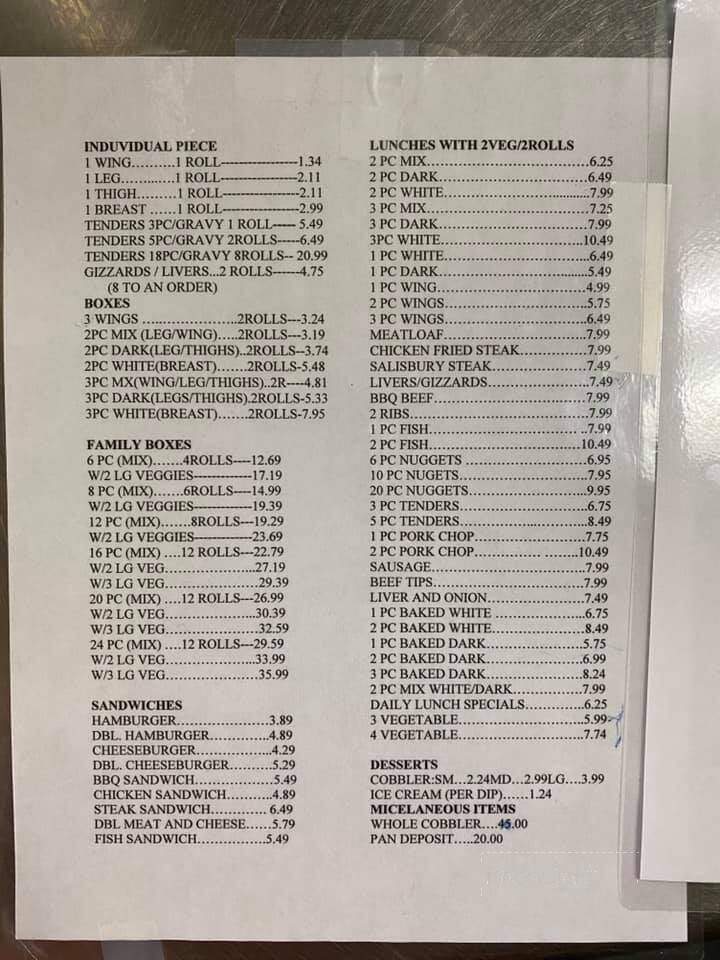 INDUVIDUAL PIECE
1 WING.........1 ROLL-----------------1.34
1 LEG............1 ROLL-----------------2.11
1 THIGH.........1 ROLL-----------------2.11
1 BREAST ......1 ROLL-----------------2.99
TENDERS 3PC/GRAVY 1 ROLL----- 5.49
TENDERS 5PC/GRAVY 2ROLLS-----6.49
TENDERS 18PC/GRAVY 8ROLLS-- 20.99
GIZZARDS / LIVERS...2 ROLLS------4.75
(8 TO AN ORDER)
BOXES
3 WINGS .....................2ROLLS---3.24
2PC MIX (LEG/WING).....2ROLLS---3.19
2PC DARK(LEG/THIGHS)..2ROLLS--3.74
2PC WHITE(BREAST).......2ROLLS-5.48
3PC MX(WING/LEG/THIGHS)..2R----4.81
3PC DARK(LEGS/THIGHS).2ROLLS-5.33
3PC WHITE(BREAST).......2ROLLS-7.95
FAMILY BOXES
6 PC (MIX).......4ROLLS----12.69
W/2 LG VEGGIES-------------17.19
8 PC (MIX).......6ROLLS----14.99
W/2 LG VEGGIES-------------19.39
12 PC (MIX).......8ROLLS---19.29
W/2 LG VEGGIES-------------23.69
16 PC (MIX) ....12 ROLLS---22.79
W/2 LG VEG....................27.19
W/3 LG VEG.....................29.39
20 PC (MIX) ....12 ROLLS---26.99
W/2 LG VEG....................30.39
W/3 LG VEG.....................32.59
24 PC (MIX) ....12 ROLLS---29.59
W/2 LG VEG....................33.99
W/3 LG VEG.....................35.99
SANDWICHES
HAMBURGER.....................3.89
DBL. HAMBURGER.............4.89
CHEESEBURGER.................4.29
DBL. CHEESEBURGER.........5.29
BBQ SANDWICH..................5.49
CHICKEN SANDWICH..........4.89
STEAK SANDWICH............. 6.49
DBL MEAT AND CHEESE......5.79
FISH SANDWICH................5.49
LUNCHES WITH 2VEG/2ROLLS
2 PC MIX.....................................6.25
2 PC DARK..................................6.49
2 PC WHITE.................................7.99
3 PC MIX.....................................7.25
3 PC DARK..................................7.99
3PC WHITE.................................10.49
1 PC WHITE.................................6.49
1 PC DARK..................................5.49
1 PC WING..................................4.99
2 PC WINGS................................5.75
3 PC WINGS................................6.49
MEATLOAF..................................7.99
CHICKEN FRIED STEAK...............7.99
SALISBURY STEAK.....................7.49
LIVERS/GIZZARDS......................7.49
BBQ BEEF...................................7.99
2 RIBS.........................................7.99
1 PC FISH....................................7.99
2 PC FISH...................................10.49
6 PC NUGGETS ...........................6.95
10 PC NUGETS...........................7.95
20 PC NUGGETS.........................9.95
3 PC TENDERS............................6.75
5 PC TENDERS............................8.49
1 PC PORK CHOP........................7.75
2 PC PORK CHOP............... .......10.49
SAUSAGE...................................7.99
BEEF TIPS..................................7.99
LIVER AND ONION.....................7.49
1 PC BAKED WHITE ...................6.75
2 PC BAKED WHITE...................8.49
1 PC BAKED DARK.....................5.75
2 PC BAKED DARK.....................6.99
3 PC BAKED DARK.....................8.24
2 PC MIX WHITE/DARK..............7.99
DAILY LUNCH SPECIALS............6.25
3 VEGETABLE............................5.99
4 VEGETABLE............................7.74
DESSERTS
COBBLER:SM...2.24MD...2.99LG....3.99
ICE CREAM (PER DIP)......1.24
MICELANEOUS ITEMS
WHOLE COBBLER....45.00
PAN DEPOSIT.....20.00